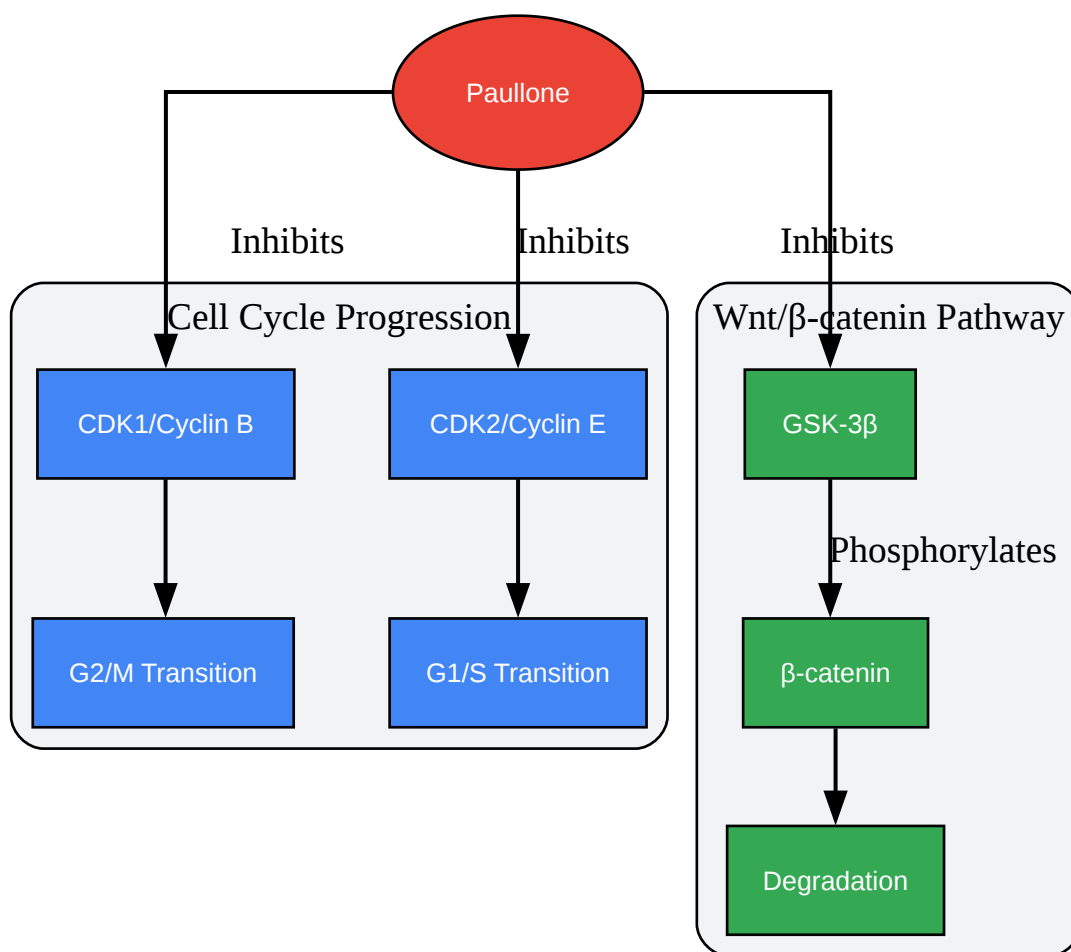 Paullone
Inhibits
Inhibits
Inhibits
Cell Cycle Progression
Wnt/β-catenin Pathway
CDK1/Cyclin B
CDK2/Cyclin E
GSK-3β
Phosphorylates
G2/M Transition
G1/S Transition
β-catenin
Degradation